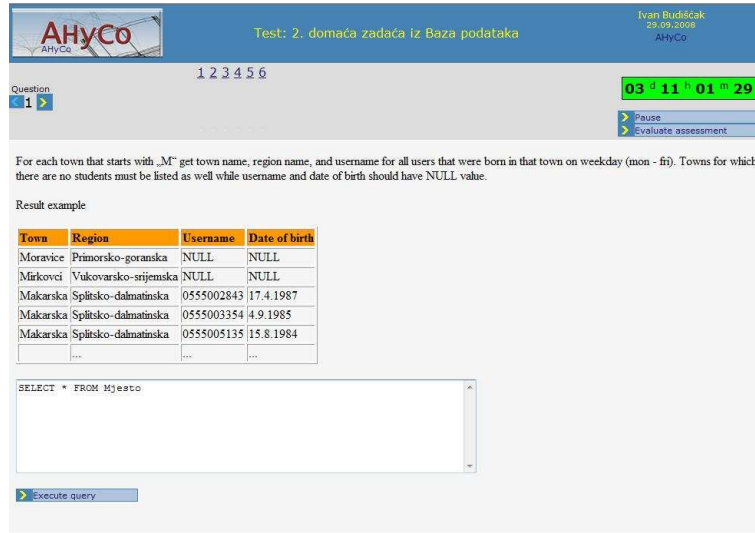 AHyCo
AHyCo
Test: 2. domaća zadaća iz Baza podataka
Ivan Budišćak
29.09.2008
AHyCo
Question
< 1 >
1 2 3 4 5 6
03 d 11 h 01 m 29
Pause
Evaluate assessment
For each town that starts with „M“ get town name, region name, and username for all users that were born in that town on weekday (mon - fri). Towns for which
there are no students must be listed as well while username and date of birth should have NULL value.
Result example
Town Region Username Date of birth
Moravice Primorsko-goranska NULL NULL
Mirkovci Vukovarsko-srijemska NULL NULL
Makarska Splitsko-dalmatinska 0555002843 17.4.1987
Makarska Splitsko-dalmatinska 0555003354 4.9.1985
Makarska Splitsko-dalmatinska 0555005135 15.8.1984
... ... ...
SELECT * FROM Mjesto
Execute query